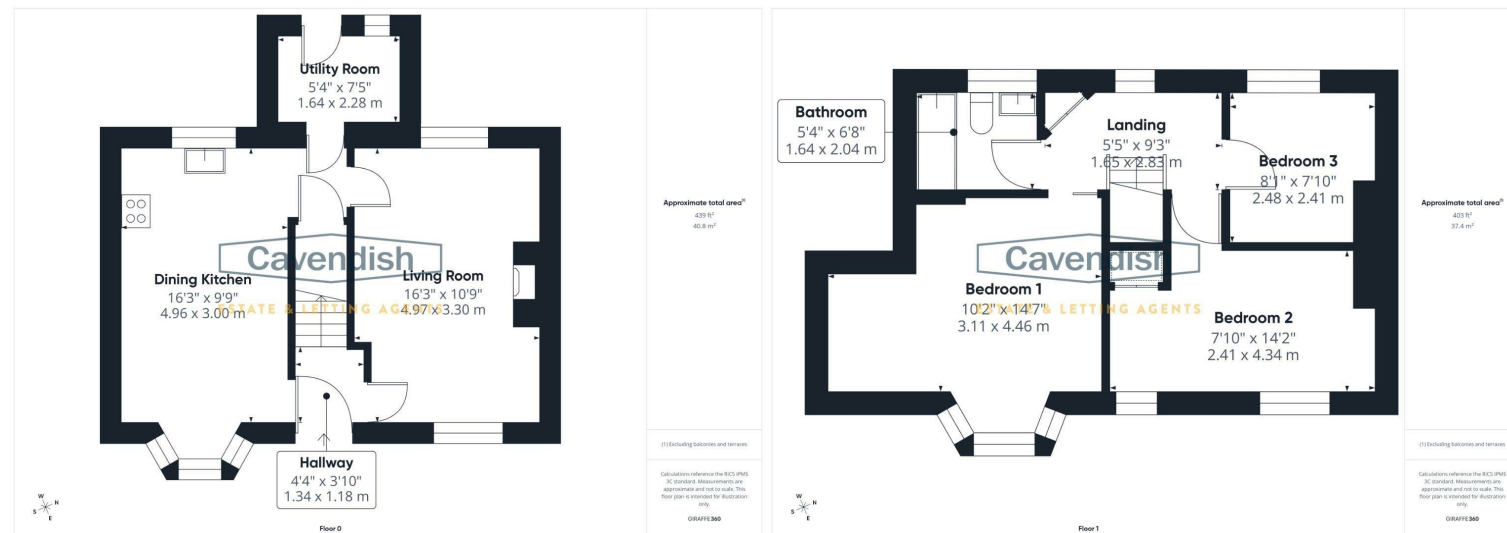 Utility Room
5'4" x 7'5"
1.64 x 2.28 m
Dining Kitchen
16'3" x 9'9"
4.96 x 3.00 m
Cavendish
ESTATE & LETTING AGENTS
Living Room
16'3" x 10'9"
4.97 x 3.30 m
Hallway
4'4" x 3'10"
1.34 x 1.18 m
W
N
S
E
Floor 0
Approximate total area⁽¹⁾
439 ft²
40.8 m²
(1) Excluding balconies and terraces
Calculations reference the RICS IPMS
3C standard. Measurements are
approximate and not to scale. This
floor plan is intended for illustration
only.
GIRAFFE360
Bathroom
5'4" x 6'8"
1.64 x 2.04 m
Landing
5'5" x 9'3"
1.65 x 2.83 m
Bedroom 3
8'1" x 7'10"
2.48 x 2.41 m
Cavendish
ESTATE & LETTING AGENTS
Bedroom 1
10'2" x 14'7"
3.11 x 4.46 m
Bedroom 2
7'10" x 14'2"
2.41 x 4.34 m
W
N
S
E
Floor 1
Approximate total area⁽¹⁾
403 ft²
37.4 m²
(1) Excluding balconies and terraces
Calculations reference the RICS IPMS
3C standard. Measurements are
approximate and not to scale. This
floor plan is intended for illustration
only.
GIRAFFE360